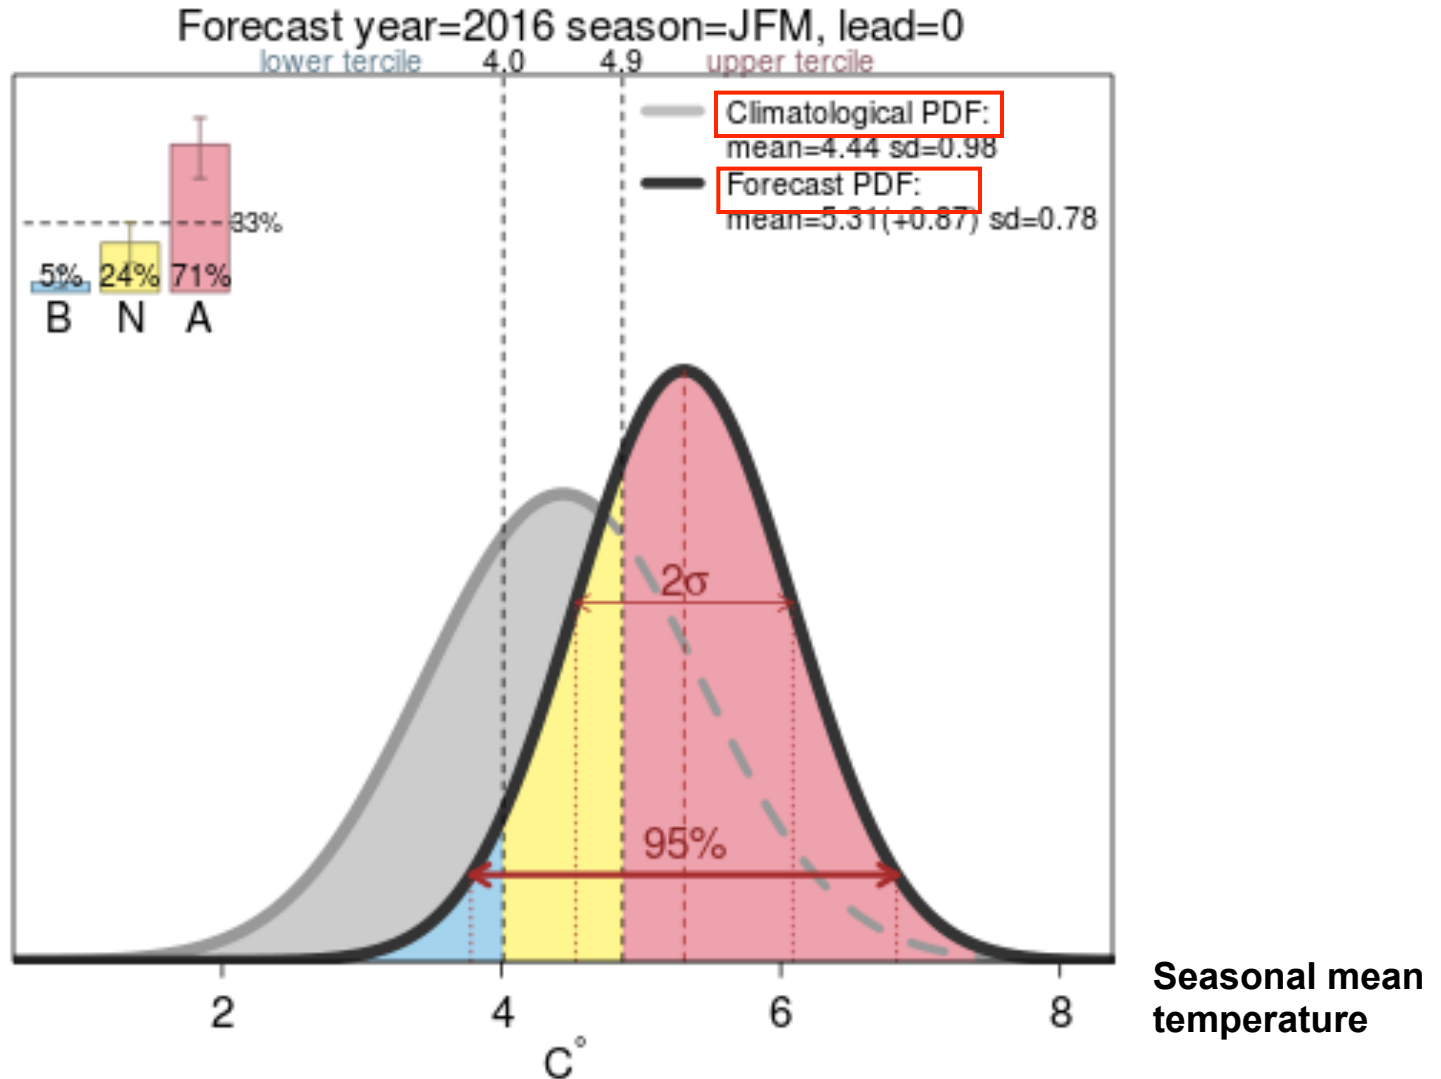 Forecast year=2016 season=JFM, lead=0
lower tercile 4.0 4.9 upper tercile
Climatological PDF:
mean=4.44 sd=0.98
Forecast PDF:
mean=5.31(+0.87) sd=0.78
33%
5% 24% 71%
B N A
2σ
95%
2 4 6 8
C°
Seasonal mean
temperature